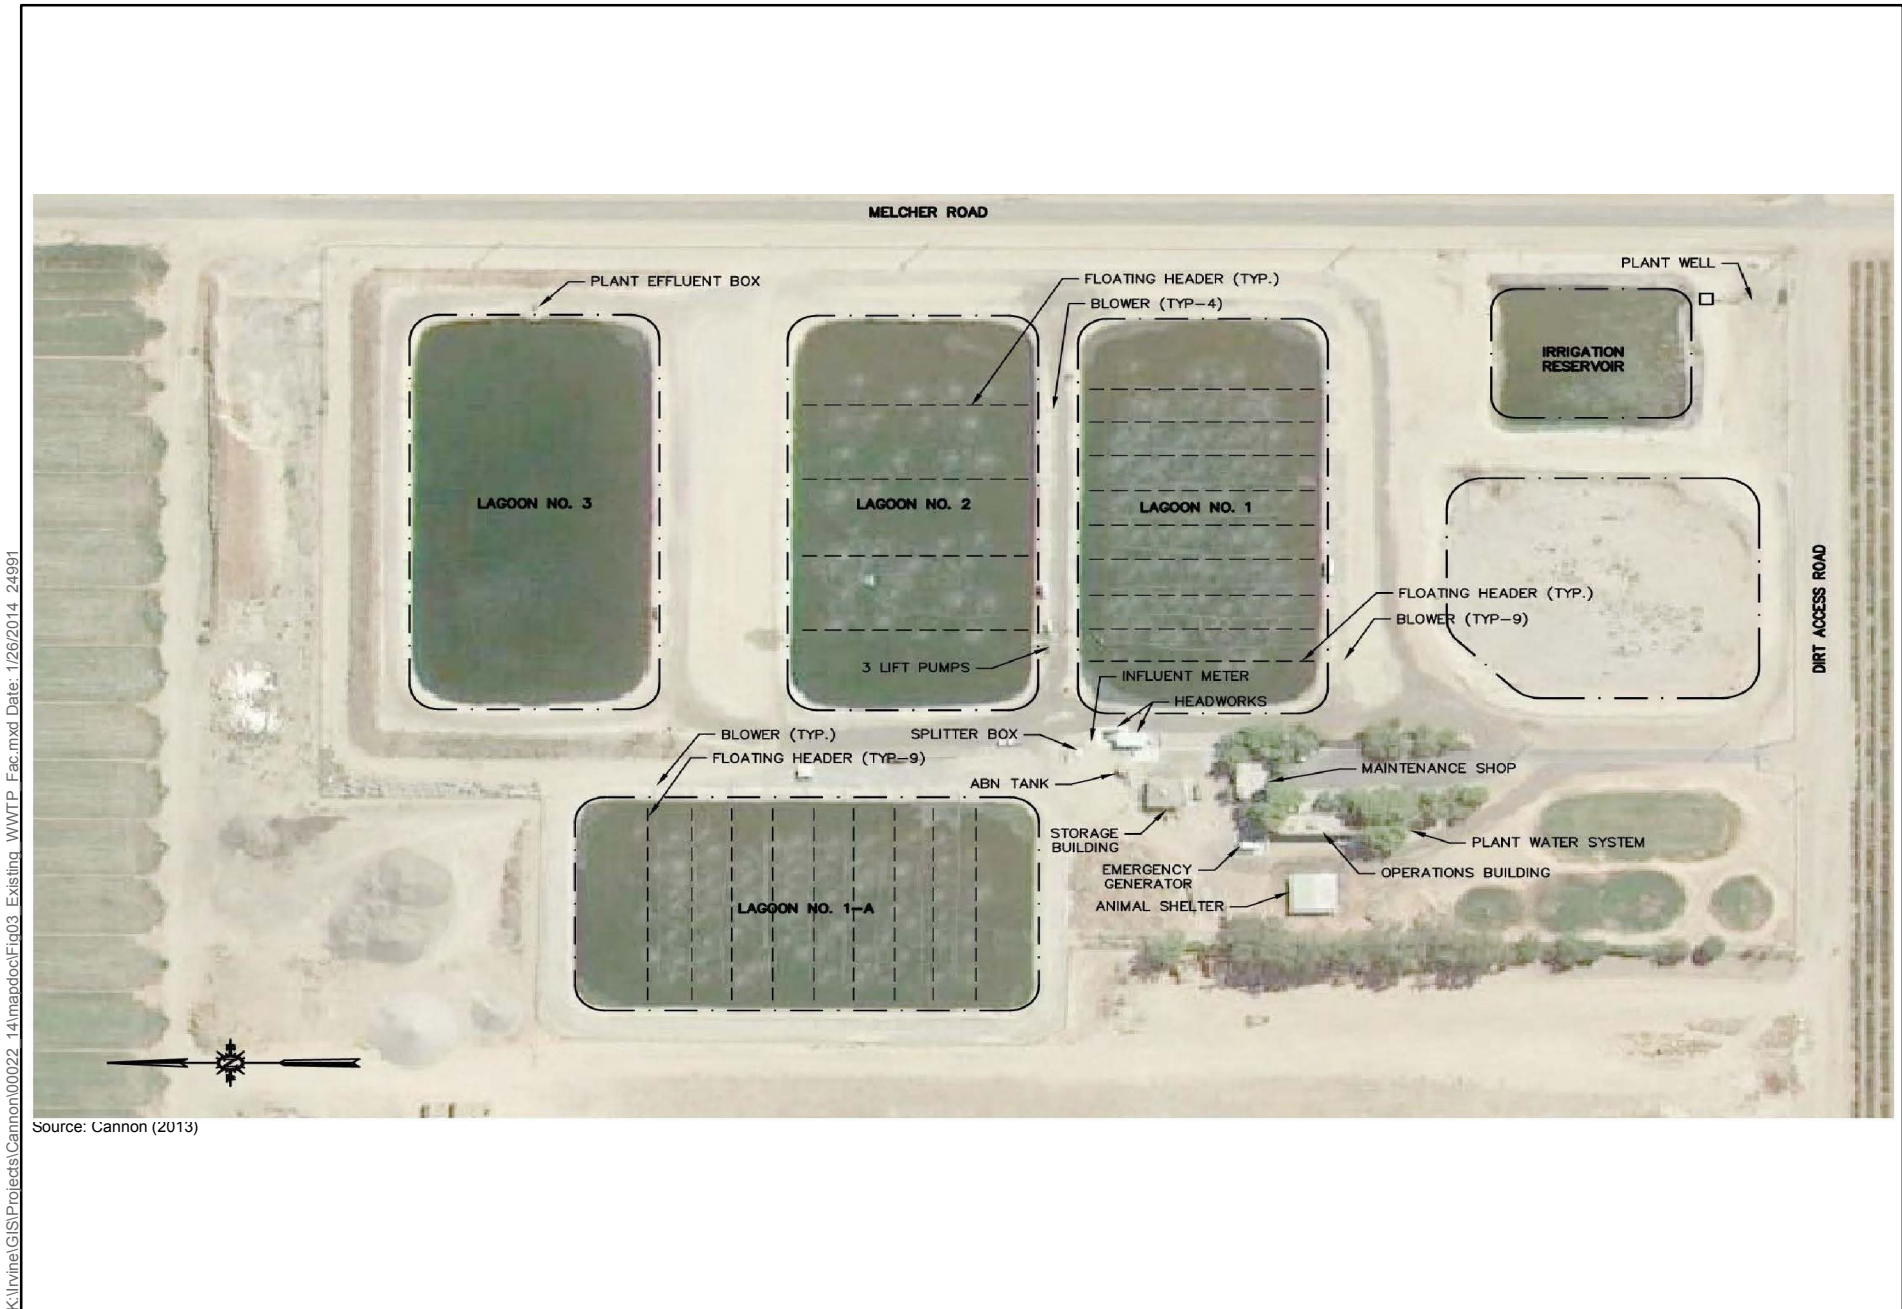 MELCHER ROAD
PLANT WELL
PLANT EFFLUENT BOX
FLOATING HEADER (TYP.)
BLOWER (TYP-4)
IRRIGATION
RESERVOIR
LAGOON NO. 3
LAGOON NO. 2
LAGOON NO. 1
DIRT ACCESS ROAD
FLOATING HEADER (TYP.)
BLOWER (TYP-9)
3 LIFT PUMPS
INFLUENT METER
HEADWORKS
BLOWER (TYP.)
SPLITTER BOX
FLOATING HEADER (TYP-9)
MAINTENANCE SHOP
ABN TANK
STORAGE
BUILDING
PLANT WATER SYSTEM
EMERGENCY
GENERATOR
OPERATIONS BUILDING
ANIMAL SHELTER
LAGOON NO. 1-A
Source: Cannon (2013)
K:\Irvine\GIS\Projects\Cannon\00022_14\mapdoc\Fig03_Existing_WWTP_Fac.mxd Date: 1/26/2014 24991